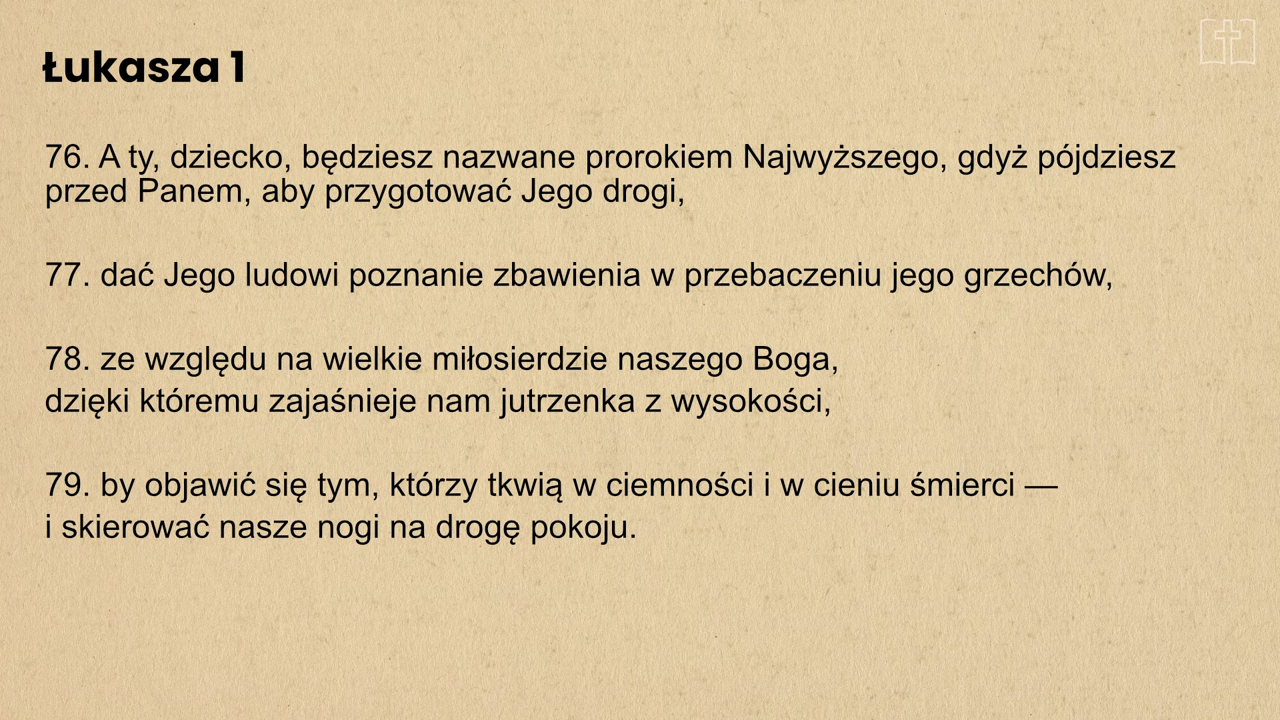 Łukasza 1
76. A ty, dziecko, będziesz nazwane prorokiem Najwyższego, gdyż pójdziesz
przed Panem, aby przygotować Jego drogi,
77. dać Jego ludowi poznanie zbawienia w przebaczeniu jego grzechów,
78. ze względu na wielkie miłosierdzie naszego Boga,
dzięki któremu zajaśnieje nam jutrzenka z wysokości,
79. by objawić się tym, którzy tkwią w ciemności i w cieniu śmierci —
i skierować nasze nogi na drogę pokoju.